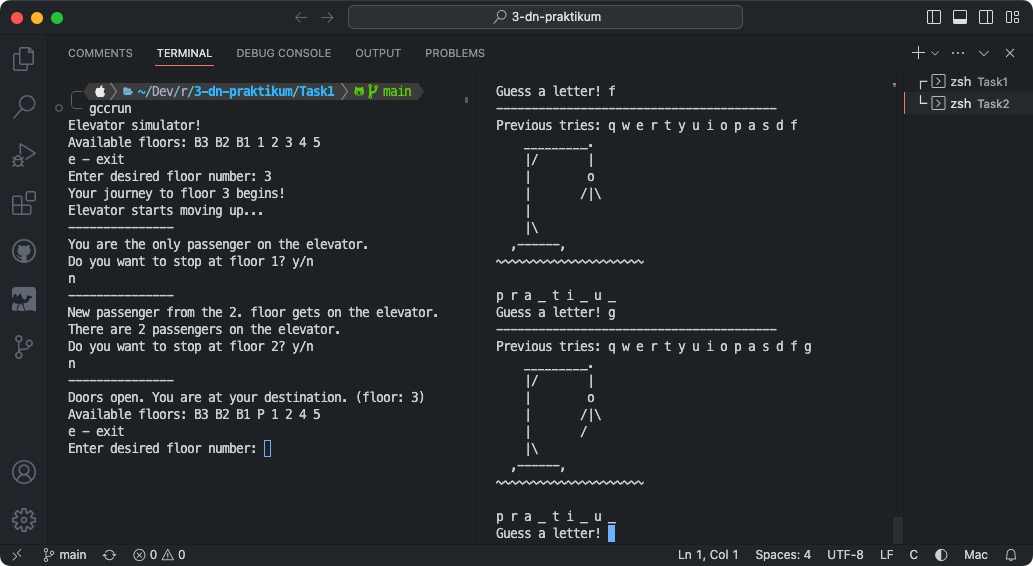 3-dn-praktikum
COMMENTS TERMINAL DEBUG CONSOLE OUTPUT PROBLEMS
~/Dev/r/3-dn-praktikum/Task1 main
gccrun
Elevator simulator!
Available floors: B3 B2 B1 1 2 3 4 5
e - exit
Enter desired floor number: 3
Your journey to floor 3 begins!
Elevator starts moving up...
---------------
You are the only passenger on the elevator.
Do you want to stop at floor 1? y/n
n
---------------
New passenger from the 2. floor gets on the elevator.
There are 2 passengers on the elevator.
Do you want to stop at floor 2? y/n
n
---------------
Doors open. You are at your destination. (floor: 3)
Available floors: B3 B2 B1 P 1 2 3 4 5
e - exit
Enter desired floor number:
Guess a letter! f
----------------------------------------
Previous tries: q w e r t y u i o p a s d f
    _________.
    |/       |
    |        o
    |       /|\
    |
    |\
  ,------,
~~~~~~~~~~~~~~~~~~~~~
p r a _ t i _ u _
Guess a letter! g
----------------------------------------
Previous tries: q w e r t y u i o p a s d f g
    _________.
    |/       |
    |        o
    |       /|\
    |       /
    |\
  ,------,
~~~~~~~~~~~~~~~~~~~~~
p r a _ t i _ u _
Guess a letter!
zsh Task1
zsh Task2
main 0 0 Ln 1, Col 1 Spaces: 4 UTF-8 LF C Mac